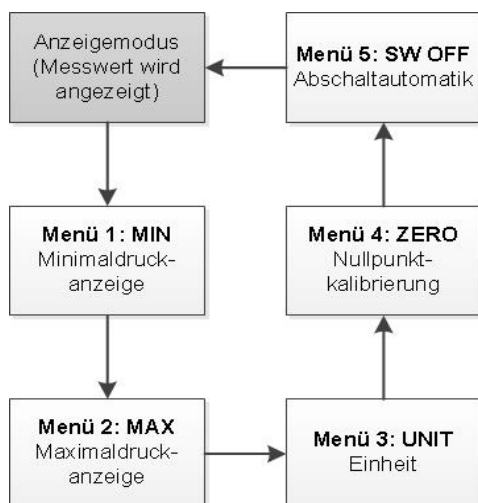 Anzeigemodus
(Messwert wird
angezeigt)
Menü 1: MIN
Minimaldruck-
anzeige
Menü 2: MAX
Maximaldruck-
anzeige
Menü 3: UNIT
Einheit
Menü 4: ZERO
Nullpunkt-
kalibrierung
Menü 5: SW OFF
Abschaltautomatik